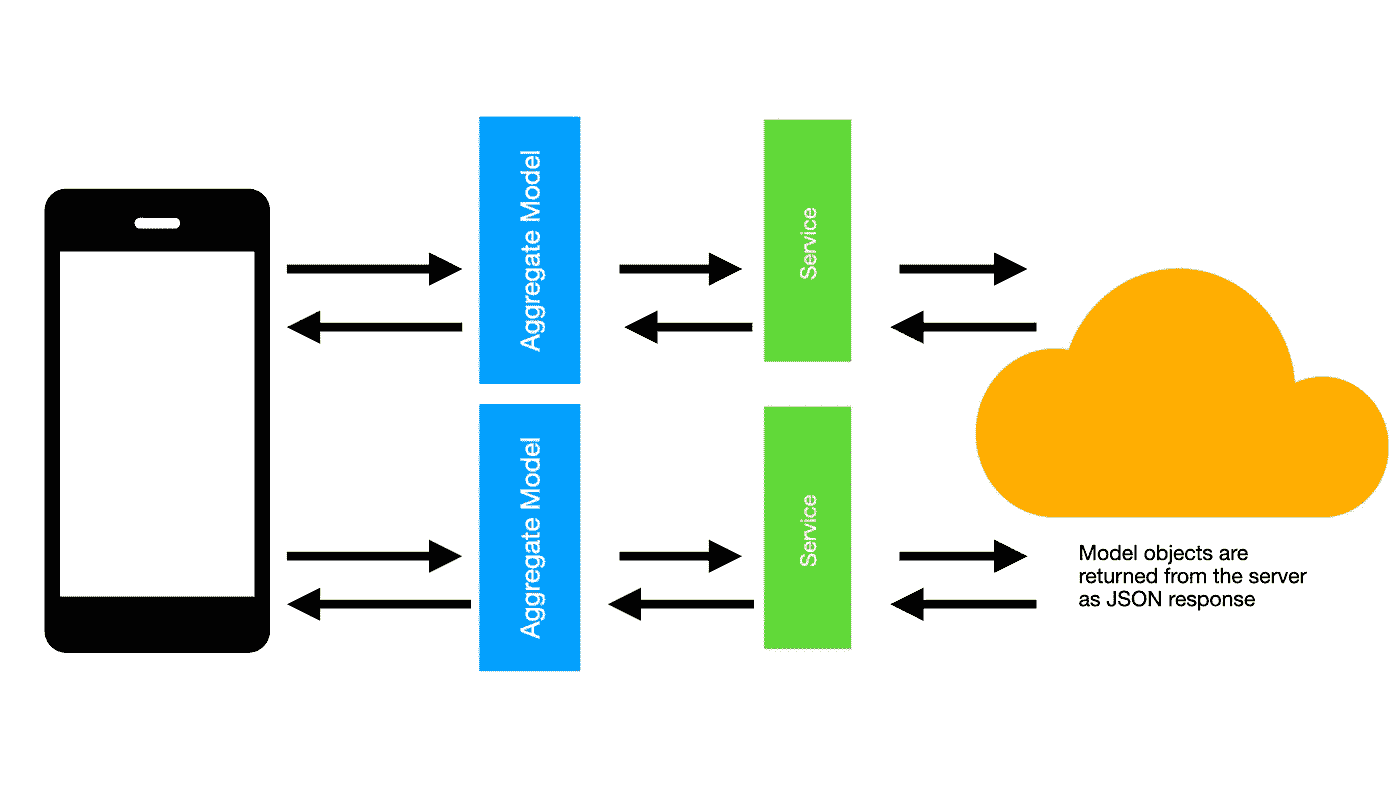 Aggregate Model
Service
Aggregate Model
Service
Model objects are
returned from the server
as JSON response